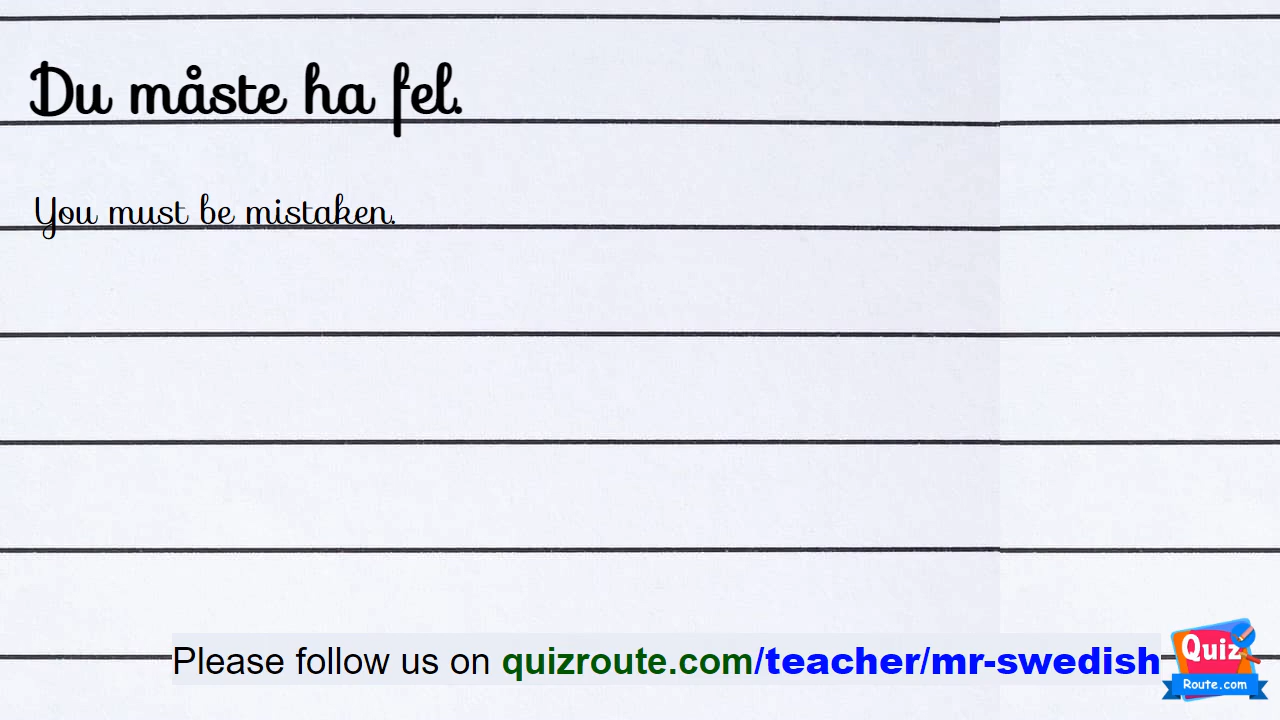 Du måste ha fel.
You must be mistaken.
Please follow us on quizroute.com/teacher/mr-swedish
Quiz
Route.com